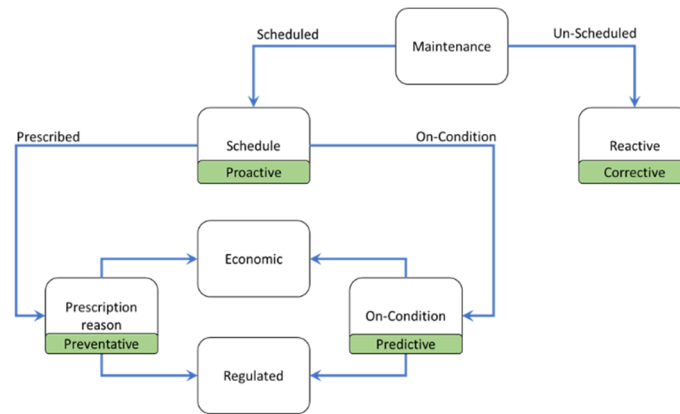 Scheduled
Maintenance
Un-Scheduled
Prescribed
Schedule
Proactive
On-Condition
Reactive
Corrective
Economic
Prescription
reason
Preventative
On-Condition
Predictive
Regulated